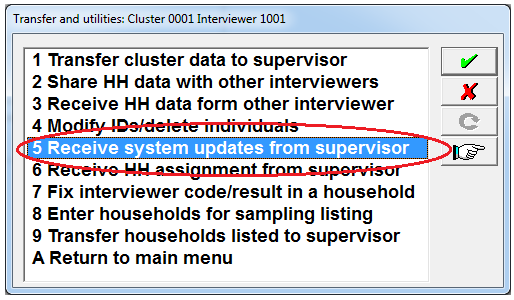 Transfer and utilities: Cluster 0001 Interviewer 1001
1 Transfer cluster data to supervisor
2 Share HH data with other interviewers
3 Receive HH data form other interviewer
4 Modify IDs/delete individuals
5 Receive system updates from supervisor
6 Receive HH assignment from supervisor
7 Fix interviewer code/result in a household
8 Enter households for sampling listing
9 Transfer households listed to supervisor
A Return to main menu